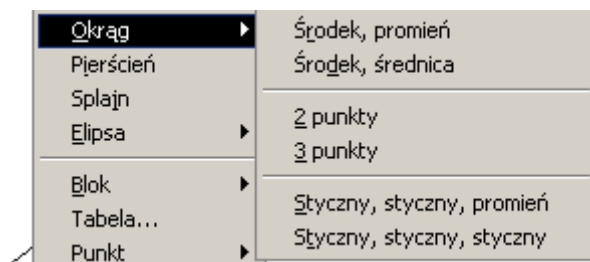 Okrąg
Pierścień
Splajn
Elipsa
Blok
Tabela...
Punkt
Środek, promień
Środek, średnica
2 punkty
3 punkty
Styczny, styczny, promień
Styczny, styczny, styczny